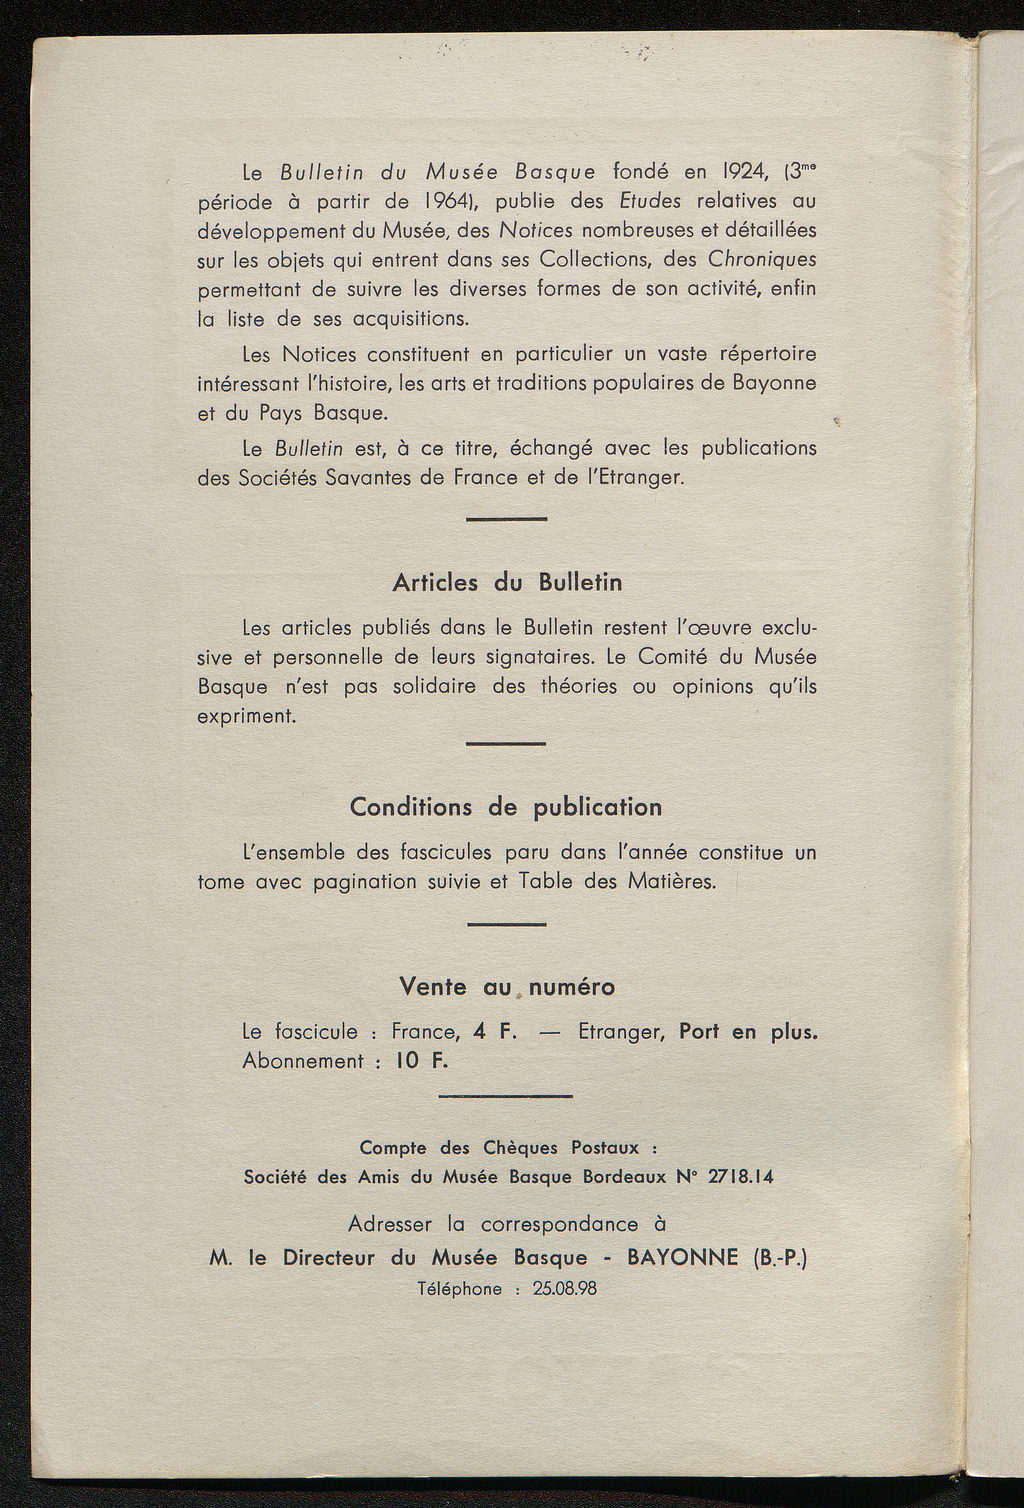 Le Bulletin du Musée Basque fondé en 1924, (3me
période à partir de 1964), publie des Etudes relatives au
développement du Musée, des Notices nombreuses et détaillées
sur les objets qui entrent dans ses Collections, des Chroniques
permettant de suivre les diverses formes de son activité, enfin
la liste de ses acquisitions.
Les Notices constituent en particulier un vaste répertoire
intéressant l'histoire, les arts et traditions populaires de Bayonne
et du Pays Basque.
Le Bulletin est, à ce titre, échangé avec les publications
des Sociétés Savantes de France et de l'Etranger.
Articles du Bulletin
Les articles publiés dans le Bulletin restent l'œuvre exclu-
sive et personnelle de leurs signataires. Le Comité du Musée
Basque n'est pas solidaire des théories ou opinions qu'ils
expriment.
Conditions de publication
L'ensemble des fascicules paru dans l'année constitue un
tome avec pagination suivie et Table des Matières.
Vente au numéro
Le fascicule : France, 4 F. — Etranger, Port en plus.
Abonnement : 10 F.
Compte des Chèques Postaux :
Société des Amis du Musée Basque Bordeaux N° 2718.14
Adresser la correspondance à
M. le Directeur du Musée Basque - BAYONNE (B.-P.)
Téléphone : 25.08.98